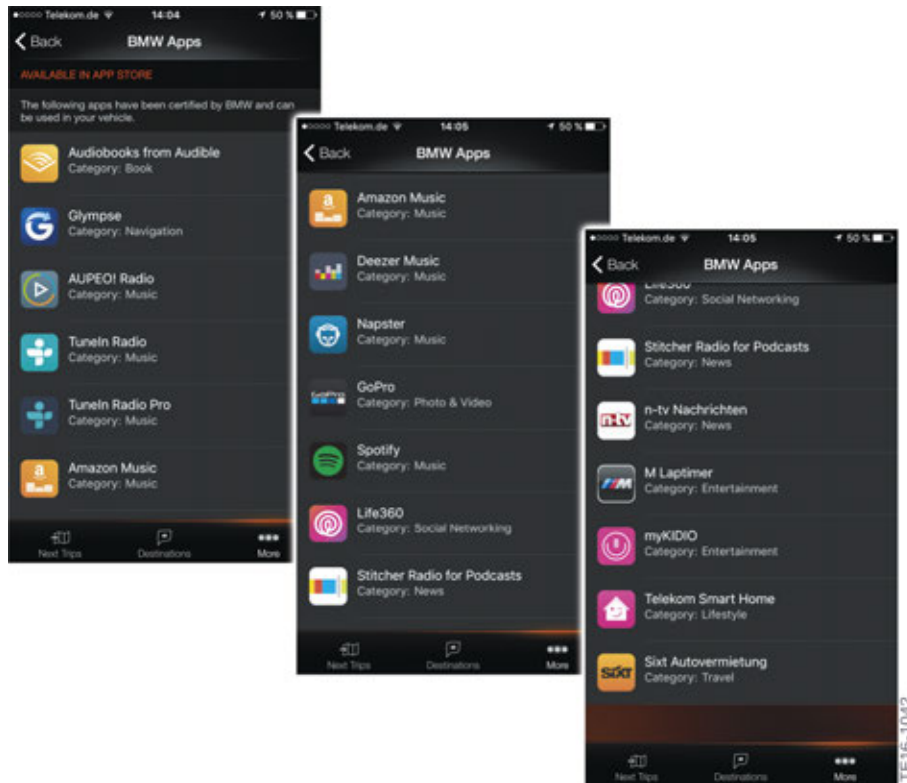 Telekom.de 14:04 50 %
Back BMW Apps
AVAILABLE IN APP STORE
The following apps have been certified by BMW and can
be used in your vehicle.
Audiobooks from Audible
Category: Book
Glympse
Category: Navigation
AUPEO! Radio
Category: Music
TuneIn Radio
Category: Music
TuneIn Radio Pro
Category: Music
Amazon Music
Category: Music
Next Trips Destinations More
Telekom.de 14:05 50 %
Back BMW Apps
Amazon Music
Category: Music
Deezer Music
Category: Music
Napster
Category: Music
GoPro
GoPro
Category: Photo & Video
Spotify
Category: Music
Life360
Category: Social Networking
Stitcher Radio for Podcasts
Category: News
Next Trips Destinations More
Telekom.de 14:05 50 %
Back BMW Apps
Life360
Category: Social Networking
Stitcher Radio for Podcasts
Category: News
n-tv
n-tv Nachrichten
Category: News
M Laptimer
Category: Entertainment
myKIDIO
Category: Entertainment
Telekom Smart Home
Category: Lifestyle
Sixt
Sixt Autovermietung
Category: Travel
Next Trips Destinations More
TE16-1042